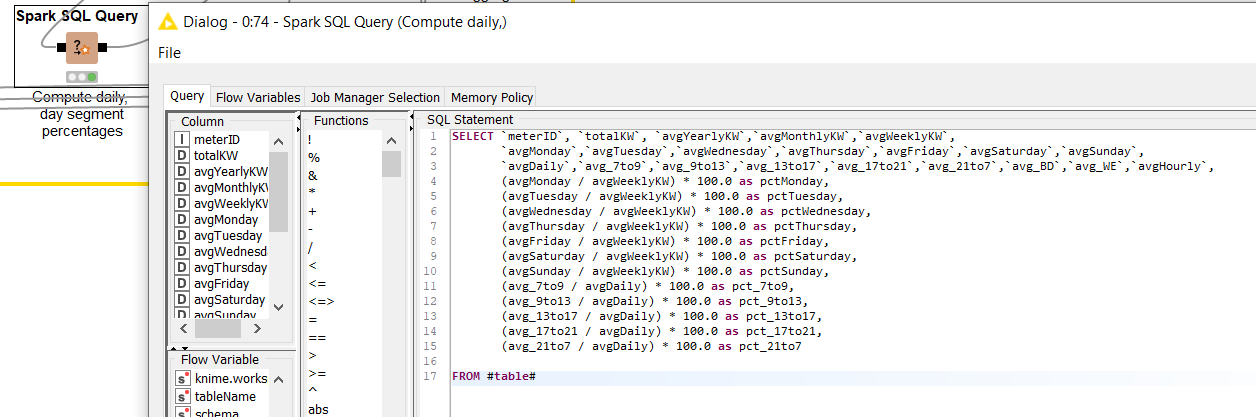 Spark SQL Query
Compute daily,
day segment
percentages
Dialog - 0:74 - Spark SQL Query (Compute daily,)
File
Query
Flow Variables
Job Manager Selection
Memory Policy
Column
I meterID
D totalKW
D avgYearlyKW
D avgMonthlyKW
D avgWeeklyKW
D avgMonday
D avgTuesday
D avgWednesd
D avgThursday
D avgFriday
D avgSaturday
D avgSunday
Flow Variable
s knime.works
s tableName
s schema
Functions
!
%
&
*
+
-
/
<
<=
<=>
=
==
>
>=
^
abs
SQL Statement
1 SELECT `meterID`, `totalKW`, `avgYearlyKW`,`avgMonthlyKW`,`avgWeeklyKW`,
2 `avgMonday`,`avgTuesday`,`avgWednesday`,`avgThursday`,`avgFriday`,`avgSaturday`,`avgSunday`,
3 `avgDaily`,`avg_7to9`,`avg_9to13`,`avg_13to17`,`avg_17to21`,`avg_21to7`,`avg_BD`,`avg_WE`,`avgHourly`,
4 (avgMonday / avgWeeklyKW) * 100.0 as pctMonday,
5 (avgTuesday / avgWeeklyKW) * 100.0 as pctTuesday,
6 (avgWednesday / avgWeeklyKW) * 100.0 as pctWednesday,
7 (avgThursday / avgWeeklyKW) * 100.0 as pctThursday,
8 (avgFriday / avgWeeklyKW) * 100.0 as pctFriday,
9 (avgSaturday / avgWeeklyKW) * 100.0 as pctSaturday,
10 (avgSunday / avgWeeklyKW) * 100.0 as pctSunday,
11 (avg_7to9 / avgDaily) * 100.0 as pct_7to9,
12 (avg_9to13 / avgDaily) * 100.0 as pct_9to13,
13 (avg_13to17 / avgDaily) * 100.0 as pct_13to17,
14 (avg_17to21 / avgDaily) * 100.0 as pct_17to21,
15 (avg_21to7 / avgDaily) * 100.0 as pct_21to7
16
17 FROM #table#